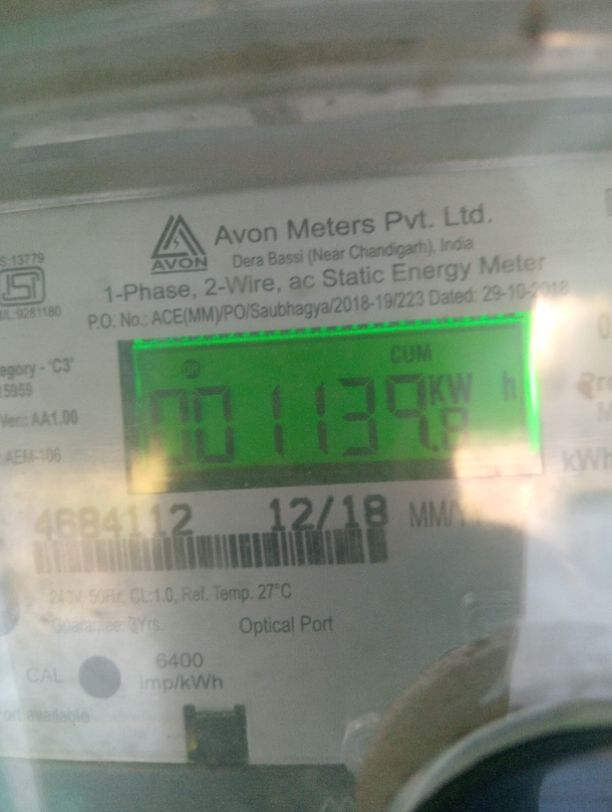 Avon Meters Pvt. Ltd.
AVON
Dera Bassi (Near Chandigarh), India
1-Phase, 2-Wire, ac Static Energy Meter
P.O. No.: ACE(MM)/PO/Saubhagya/2018-19/223 Dated: 29-10-2018
S:13779
9281180
egory - 'C3'
15959
Ver.: AA1.00
AEM-106
CUM
001139. KW h
kWh
4684112 12/18 MM/
240V, 50Hz, CL:1.0, Ref. Temp. 27°C
Guarantee: 3Yrs. Optical Port
CAL 6400
imp/kWh
ort available